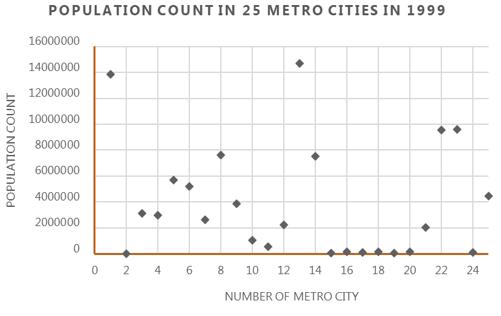 POPULATION COUNT IN 25 METRO CITIES IN 1999
16000000
14000000
12000000
10000000
8000000
6000000
4000000
2000000
0
POPULATION COUNT
0 2 4 6 8 10 12 14 16 18 20 22 24
NUMBER OF METRO CITY